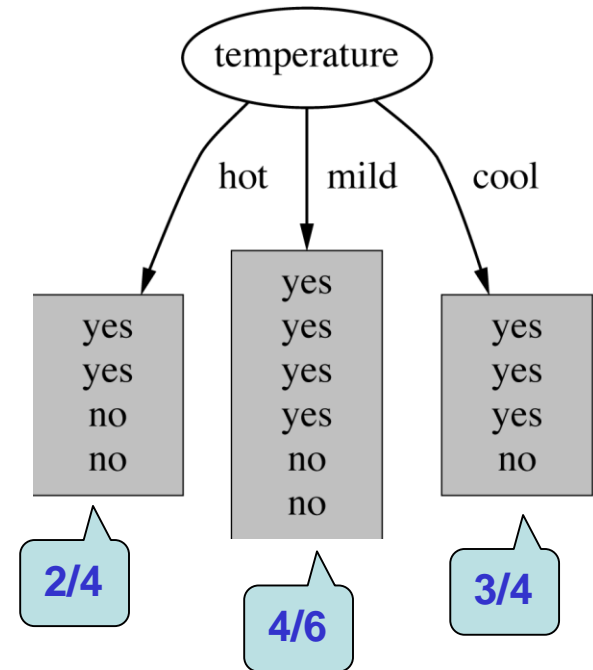 temperature
hot
mild
cool
yes
yes
no
no
yes
yes
yes
yes
no
no
yes
yes
yes
no
2/4
4/6
3/4